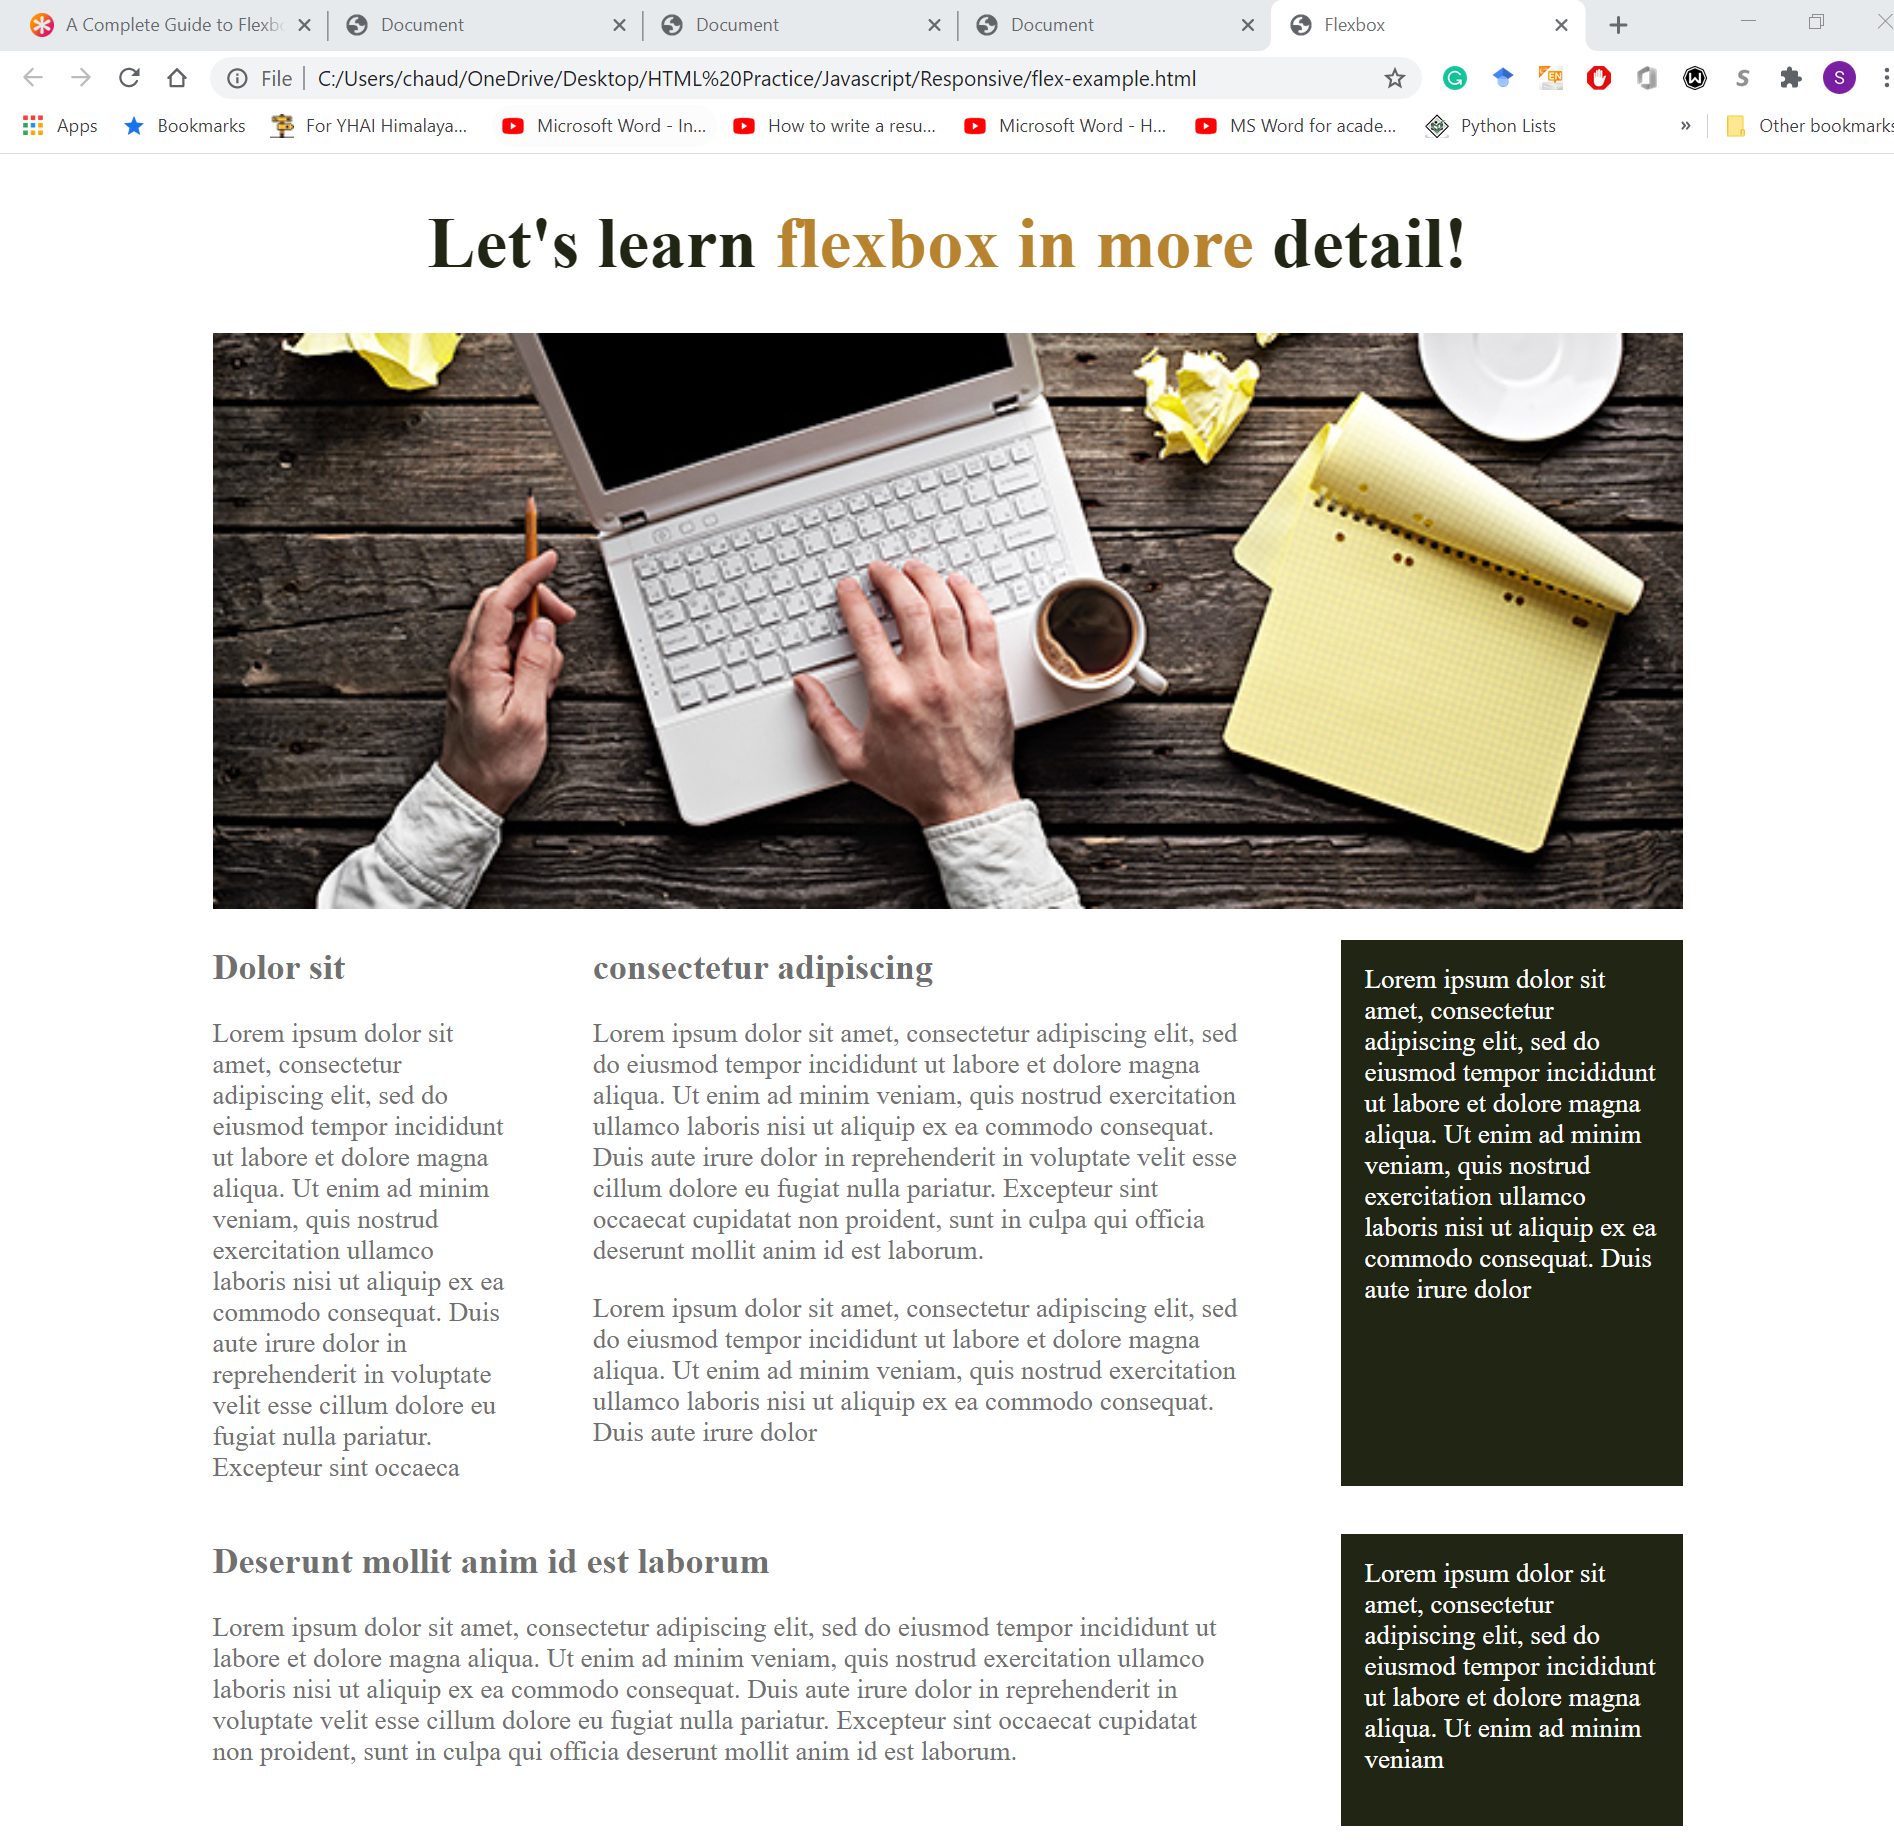 A Complete Guide to Flexb
Document
Document
Document
Flexbox
File
C:/Users/chaud/OneDrive/Desktop/HTML%20Practice/Javascript/Responsive/flex-example.html
EN
S
S
Apps
Bookmarks
For YHAI Himalaya...
Microsoft Word - In...
How to write a resu...
Microsoft Word - H...
MS Word for acade...
Python Lists
»
Other bookmarks
Let's learn flexbox in more detail!
Dolor sit
Lorem ipsum dolor sit
amet, consectetur
adipiscing elit, sed do
eiusmod tempor incididunt
ut labore et dolore magna
aliqua. Ut enim ad minim
veniam, quis nostrud
exercitation ullamco
laboris nisi ut aliquip ex ea
commodo consequat. Duis
aute irure dolor in
reprehenderit in voluptate
velit esse cillum dolore eu
fugiat nulla pariatur.
Excepteur sint occaeca
consectetur adipiscing
Lorem ipsum dolor sit amet, consectetur adipiscing elit, sed
do eiusmod tempor incididunt ut labore et dolore magna
aliqua. Ut enim ad minim veniam, quis nostrud exercitation
ullamco laboris nisi ut aliquip ex ea commodo consequat.
Duis aute irure dolor in reprehenderit in voluptate velit esse
cillum dolore eu fugiat nulla pariatur. Excepteur sint
occaecat cupidatat non proident, sunt in culpa qui officia
deserunt mollit anim id est laborum.
Lorem ipsum dolor sit amet, consectetur adipiscing elit, sed
do eiusmod tempor incididunt ut labore et dolore magna
aliqua. Ut enim ad minim veniam, quis nostrud exercitation
ullamco laboris nisi ut aliquip ex ea commodo consequat.
Duis aute irure dolor
Lorem ipsum dolor sit
amet, consectetur
adipiscing elit, sed do
eiusmod tempor incididunt
ut labore et dolore magna
aliqua. Ut enim ad minim
veniam, quis nostrud
exercitation ullamco
laboris nisi ut aliquip ex ea
commodo consequat. Duis
aute irure dolor
Deserunt mollit anim id est laborum
Lorem ipsum dolor sit amet, consectetur adipiscing elit, sed do eiusmod tempor incididunt ut
labore et dolore magna aliqua. Ut enim ad minim veniam, quis nostrud exercitation ullamco
laboris nisi ut aliquip ex ea commodo consequat. Duis aute irure dolor in reprehenderit in
voluptate velit esse cillum dolore eu fugiat nulla pariatur. Excepteur sint occaecat cupidatat
non proident, sunt in culpa qui officia deserunt mollit anim id est laborum.
Lorem ipsum dolor sit
amet, consectetur
adipiscing elit, sed do
eiusmod tempor incididunt
ut labore et dolore magna
aliqua. Ut enim ad minim
veniam